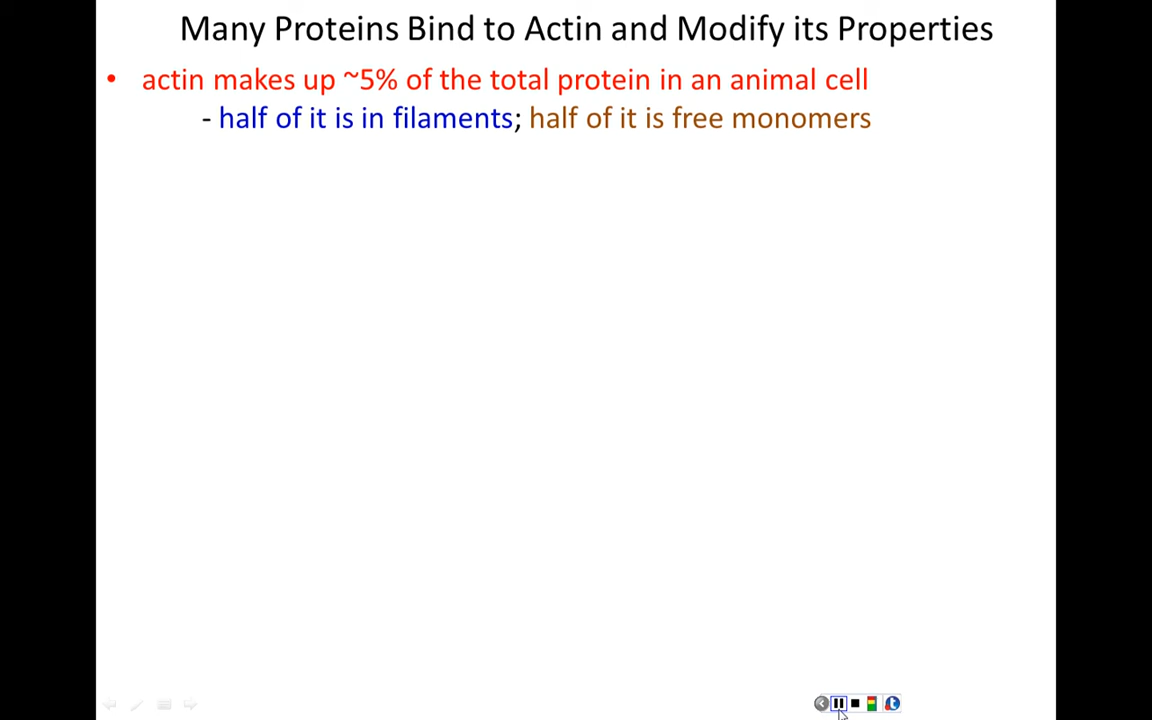 Many Proteins Bind to Actin and Modify its Properties
• actin makes up ~5% of the total protein in an animal cell
- half of it is in filaments; half of it is free monomers